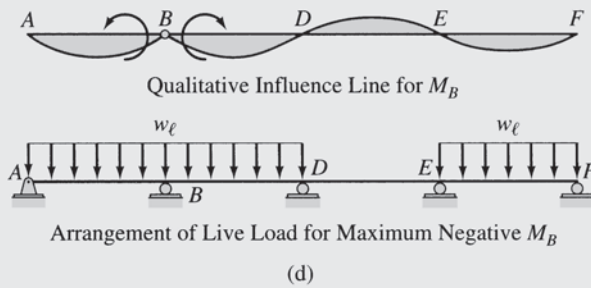 A B D E F
Qualitative Influence Line for M_B
w_ℓ w_ℓ
A B D E F
Arrangement of Live Load for Maximum Negative M_B
(d)